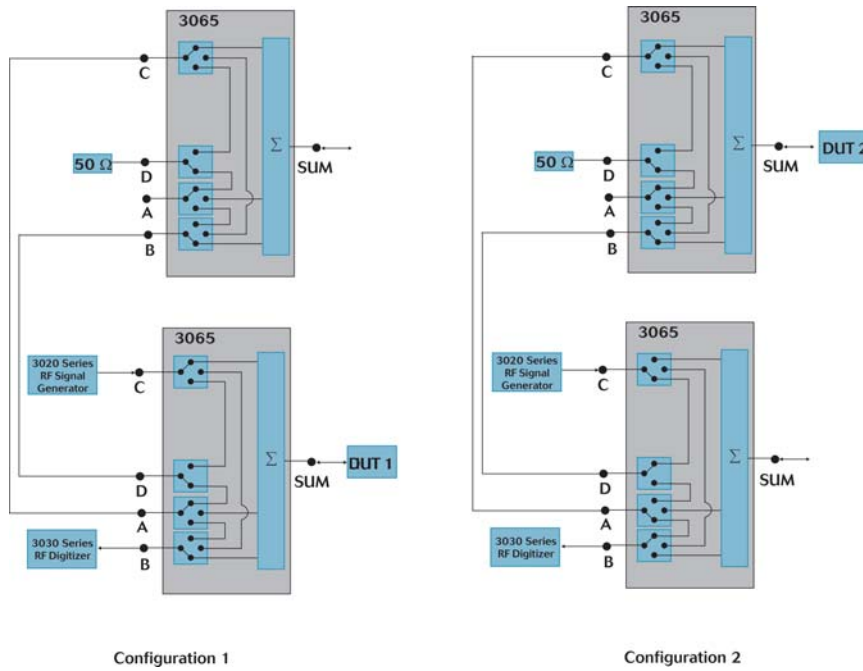 3065
C
50 Ω
D
A
B
Σ
SUM
3065
3020 Series
RF Signal
Generator
C
D
A
3030 Series
RF Digitizer
B
Σ
SUM
DUT 1
Configuration 1
3065
C
50 Ω
D
A
B
Σ
SUM
DUT 2
3065
3020 Series
RF Signal
Generator
C
D
A
3030 Series
RF Digitizer
B
Σ
SUM
Configuration 2